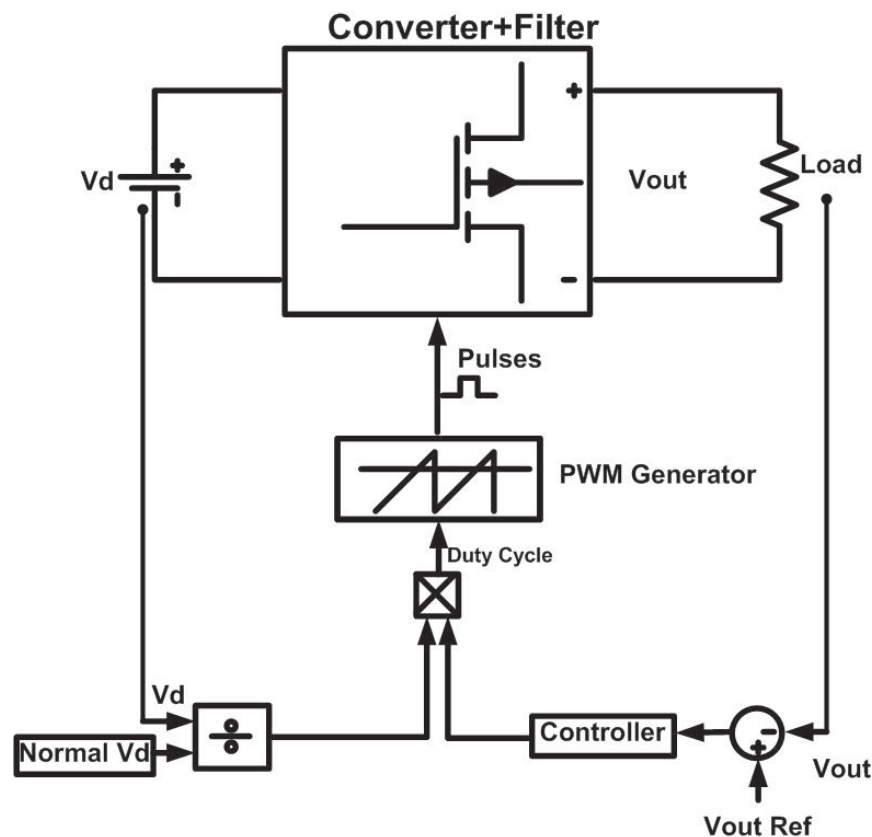 Converter+Filter
+
Vd
+
-
Vout
Load
-
Pulses
PWM Generator
Duty Cycle
Vd
÷
Normal Vd
Controller
-
+
Vout
Vout Ref